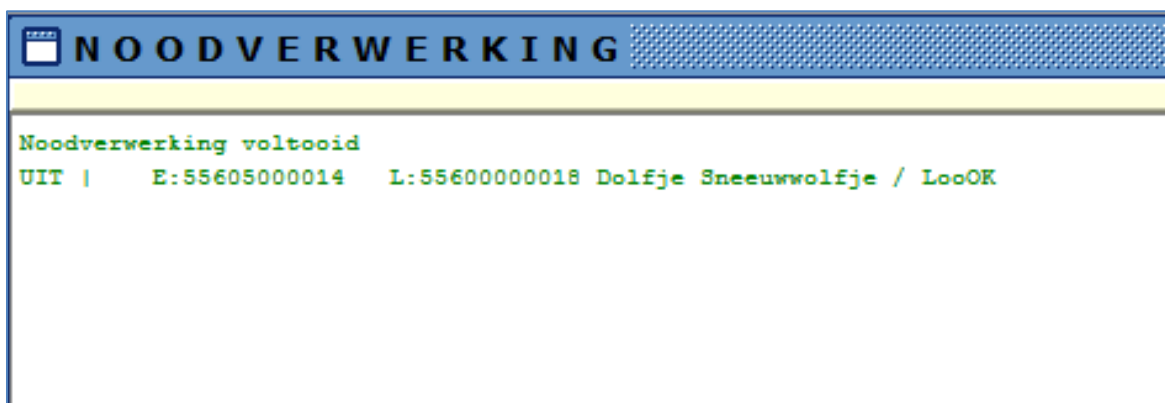 NOODVERWERKING
Noodverwerking voltooid
UIT |    E:55605000014   L:55600000018 Dolfje Sneeuwwolfje / LooOK